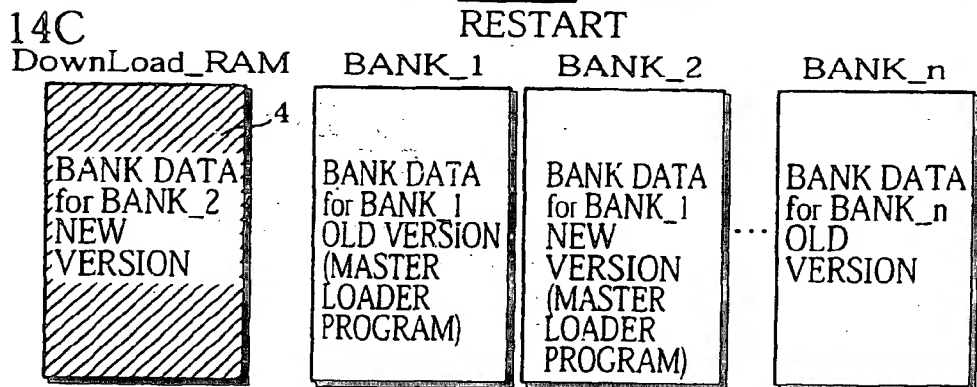 RESTART
14C
DownLoad_RAM
BANK_1
BANK_2
BANK_n
4
BANK DATA
for BANK_2
NEW
VERSION
BANK DATA
for BANK_1
OLD VERSION
(MASTER
LOADER
PROGRAM)
BANK DATA
for BANK_1
NEW
VERSION
(MASTER
LOADER
PROGRAM)
...
BANK DATA
for BANK_n
OLD
VERSION